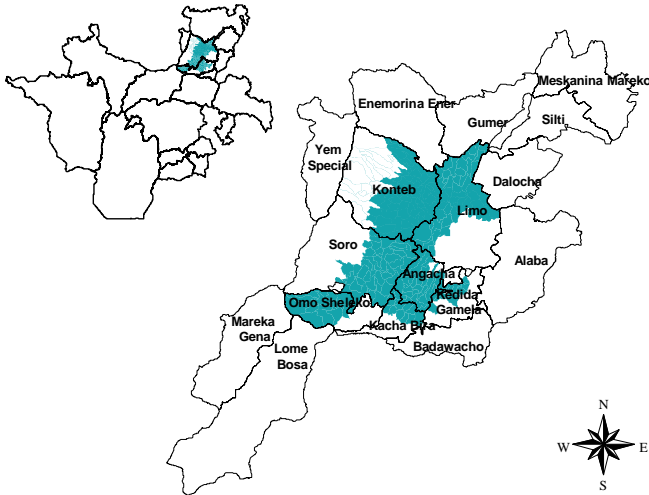 Meskanina Mareko
Enemorina Ener
Gumer
Silti
Yem
Special
Konteb
Dalocha
Limo
Soro
Alaba
Angacha
Omo Sheleko
Kedida
Gamela
Mareka
Gena
Kacha Bira
Lome
Bosa
Badawacho
N
W
E
S